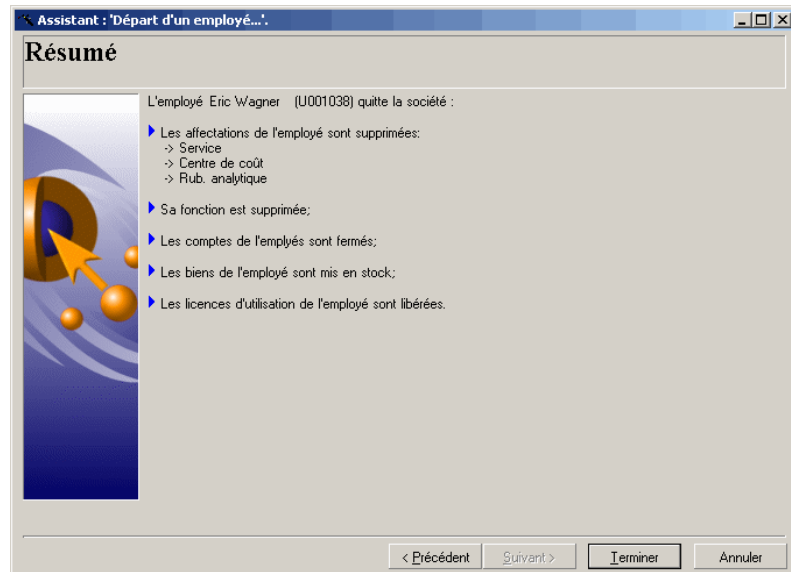 Assistant : 'Départ d'un employé...'.
Résumé
L'employé Eric Wagner (U001038) quitte la société :
Les affectations de l'employé sont supprimées:
-> Service
-> Centre de coût
-> Rub. analytique
Sa fonction est supprimée;
Les comptes de l'emplyés sont fermés;
Les biens de l'employé sont mis en stock;
Les licences d'utilisation de l'employé sont libérées.
< Précédent
Suivant >
Terminer
Annuler